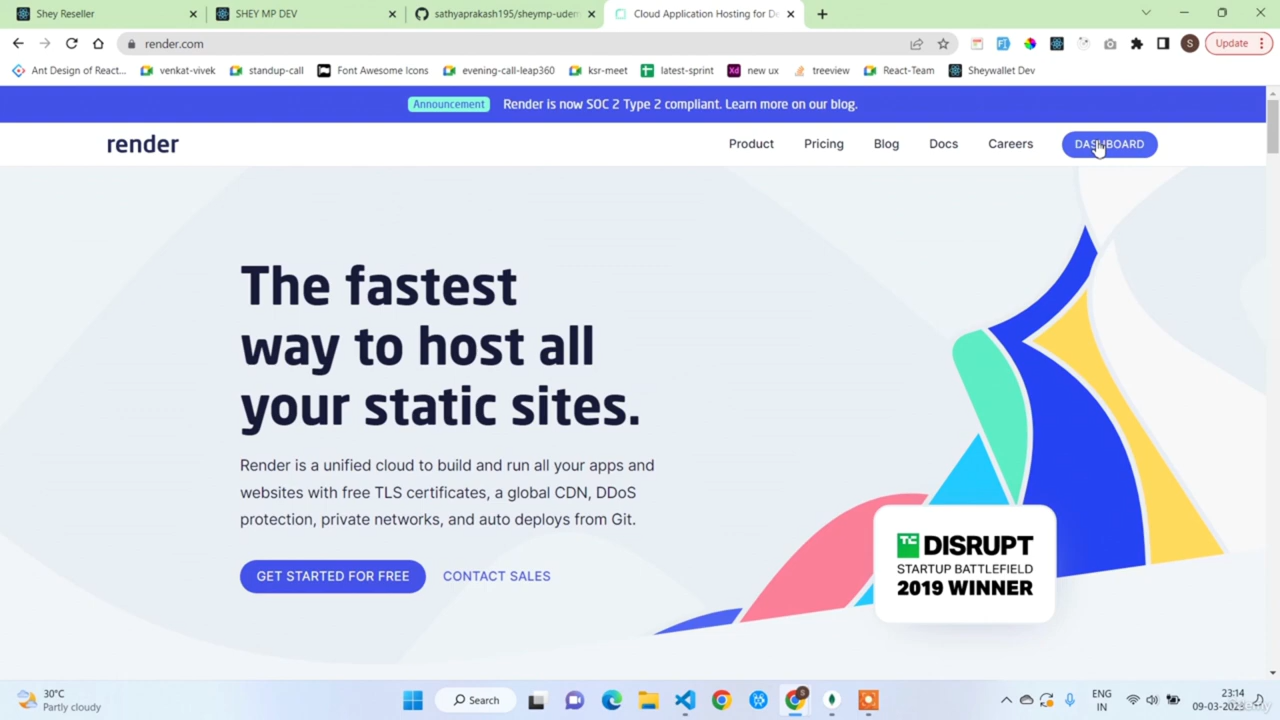 Shey Reseller
SHEY MP DEV
sathyaprakash195/sheymp-udem
Cloud Application Hosting for De
render.com
Update
Ant Design of React...
venkat-vivek
standup-call
Font Awesome Icons
evening-call-leap360
ksr-meet
latest-sprint
new ux
treeview
React-Team
Sheywallet Dev
Announcement
Render is now SOC 2 Type 2 compliant. Learn more on our blog.
render
Product
Pricing
Blog
Docs
Careers
DASHBOARD
The fastest
way to host all
your static sites.
Render is a unified cloud to build and run all your apps and
websites with free TLS certificates, a global CDN, DDoS
protection, private networks, and auto deploys from Git.
GET STARTED FOR FREE
CONTACT SALES
TC DISRUPT
STARTUP BATTLEFIELD
2019 WINNER
30°C
Partly cloudy
Search
ENG
IN
23:14
09-03-2023